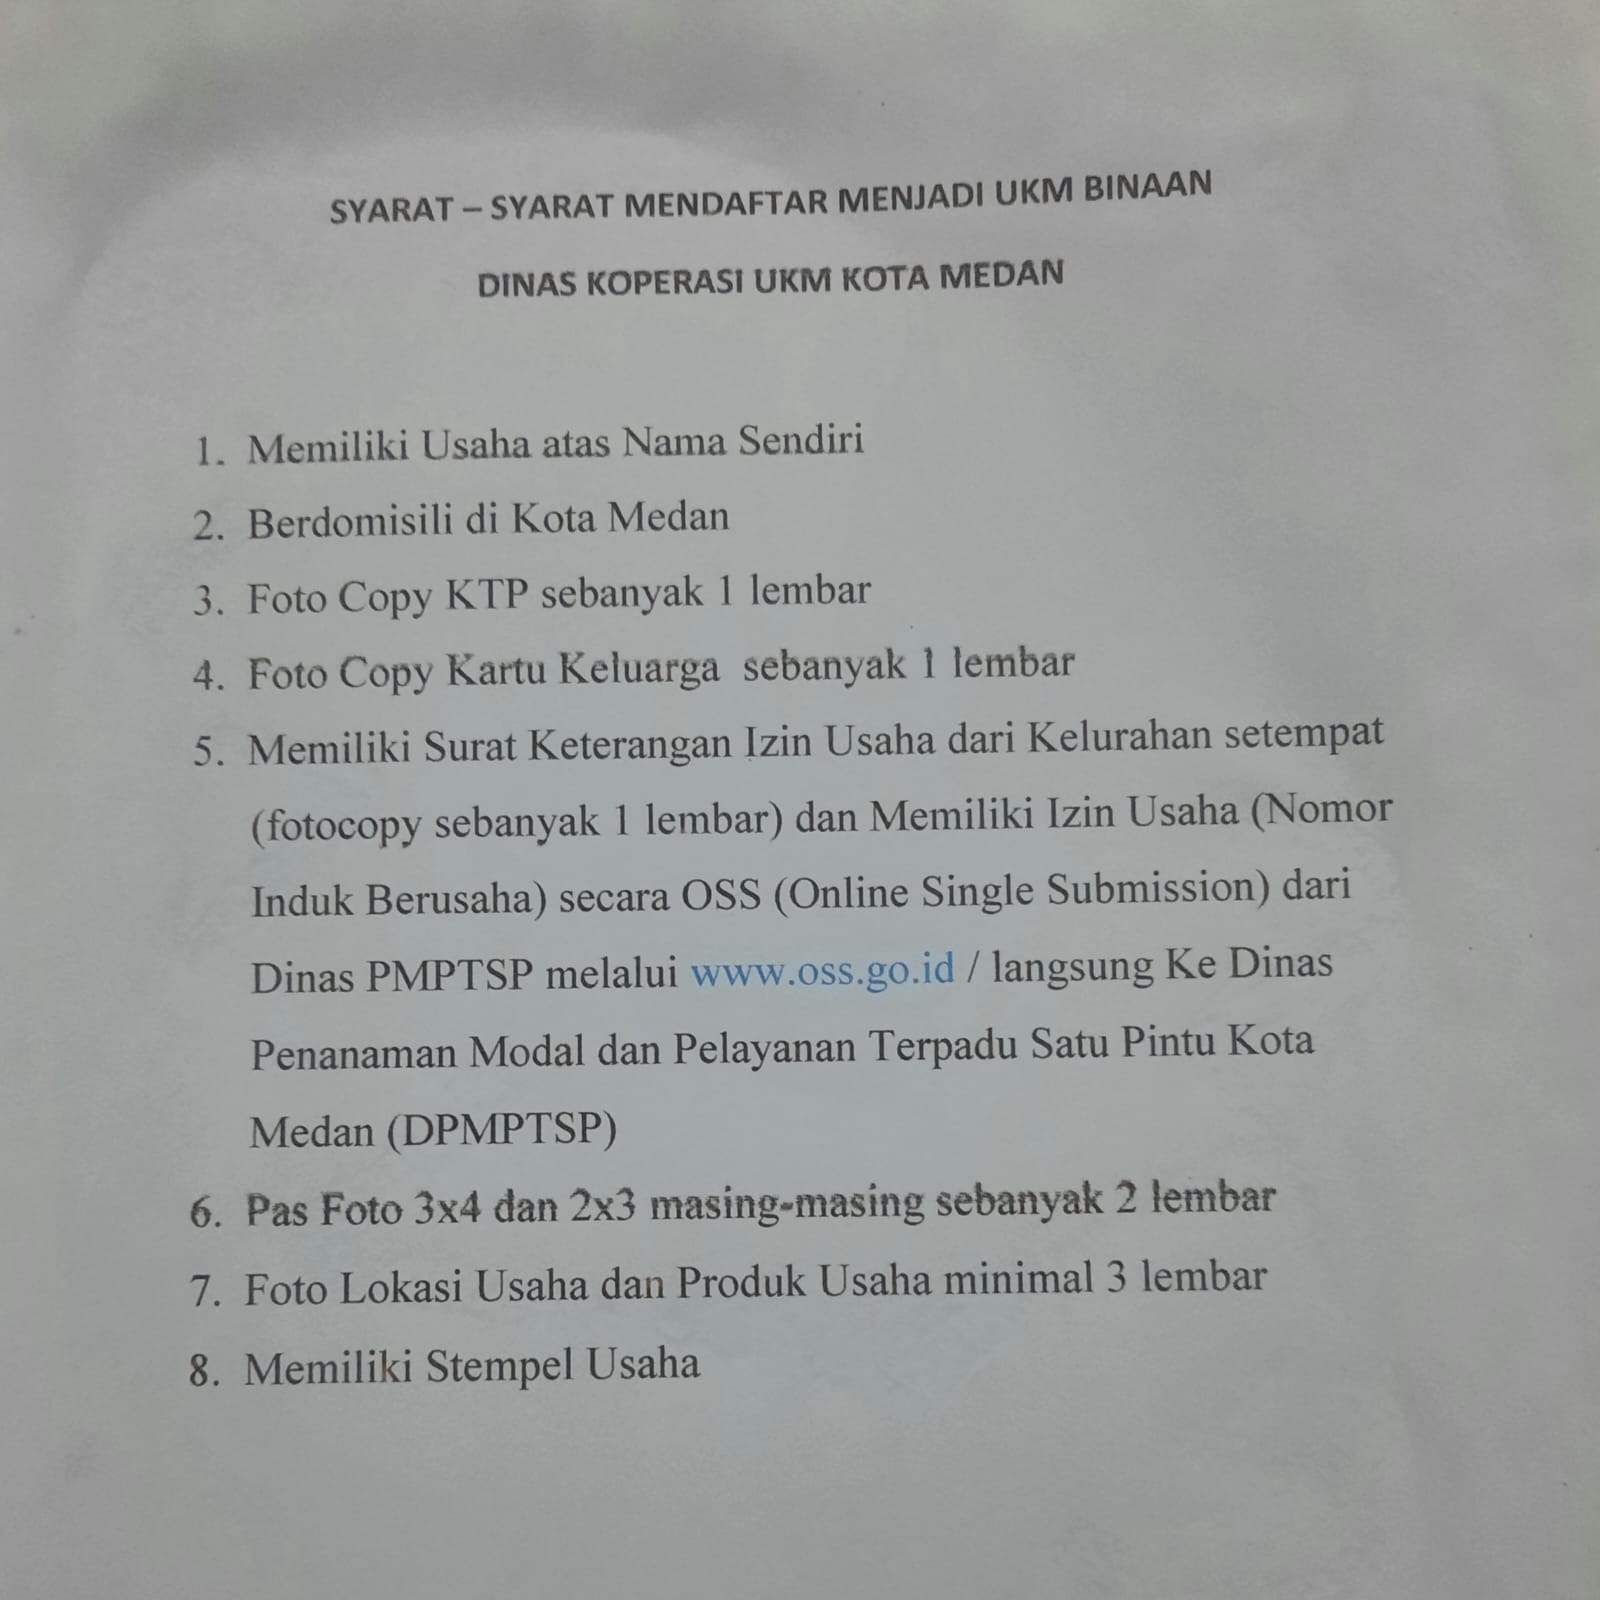 SYARAT – SYARAT MENDAFTAR MENJADI UKM BINAAN
DINAS KOPERASI UKM KOTA MEDAN
1. Memiliki Usaha atas Nama Sendiri
2. Berdomisili di Kota Medan
3. Foto Copy KTP sebanyak 1 lembar
4. Foto Copy Kartu Keluarga sebanyak 1 lembar
5. Memiliki Surat Keterangan Izin Usaha dari Kelurahan setempat
(fotocopy sebanyak 1 lembar) dan Memiliki Izin Usaha (Nomor
Induk Berusaha) secara OSS (Online Single Submission) dari
Dinas PMPTSP melalui www.oss.go.id / langsung Ke Dinas
Penanaman Modal dan Pelayanan Terpadu Satu Pintu Kota
Medan (DPMPTSP)
6. Pas Foto 3x4 dan 2x3 masing-masing sebanyak 2 lembar
7. Foto Lokasi Usaha dan Produk Usaha minimal 3 lembar
8. Memiliki Stempel Usaha